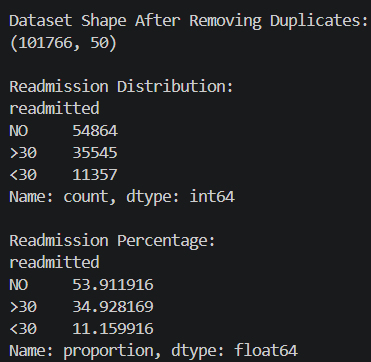 Dataset Shape After Removing Duplicates:
(101766, 50)
Readmission Distribution:
readmitted
NO     54864
>30    35545
<30    11357
Name: count, dtype: int64
Readmission Percentage:
readmitted
NO     53.911916
>30    34.928169
<30    11.159916
Name: proportion, dtype: float64